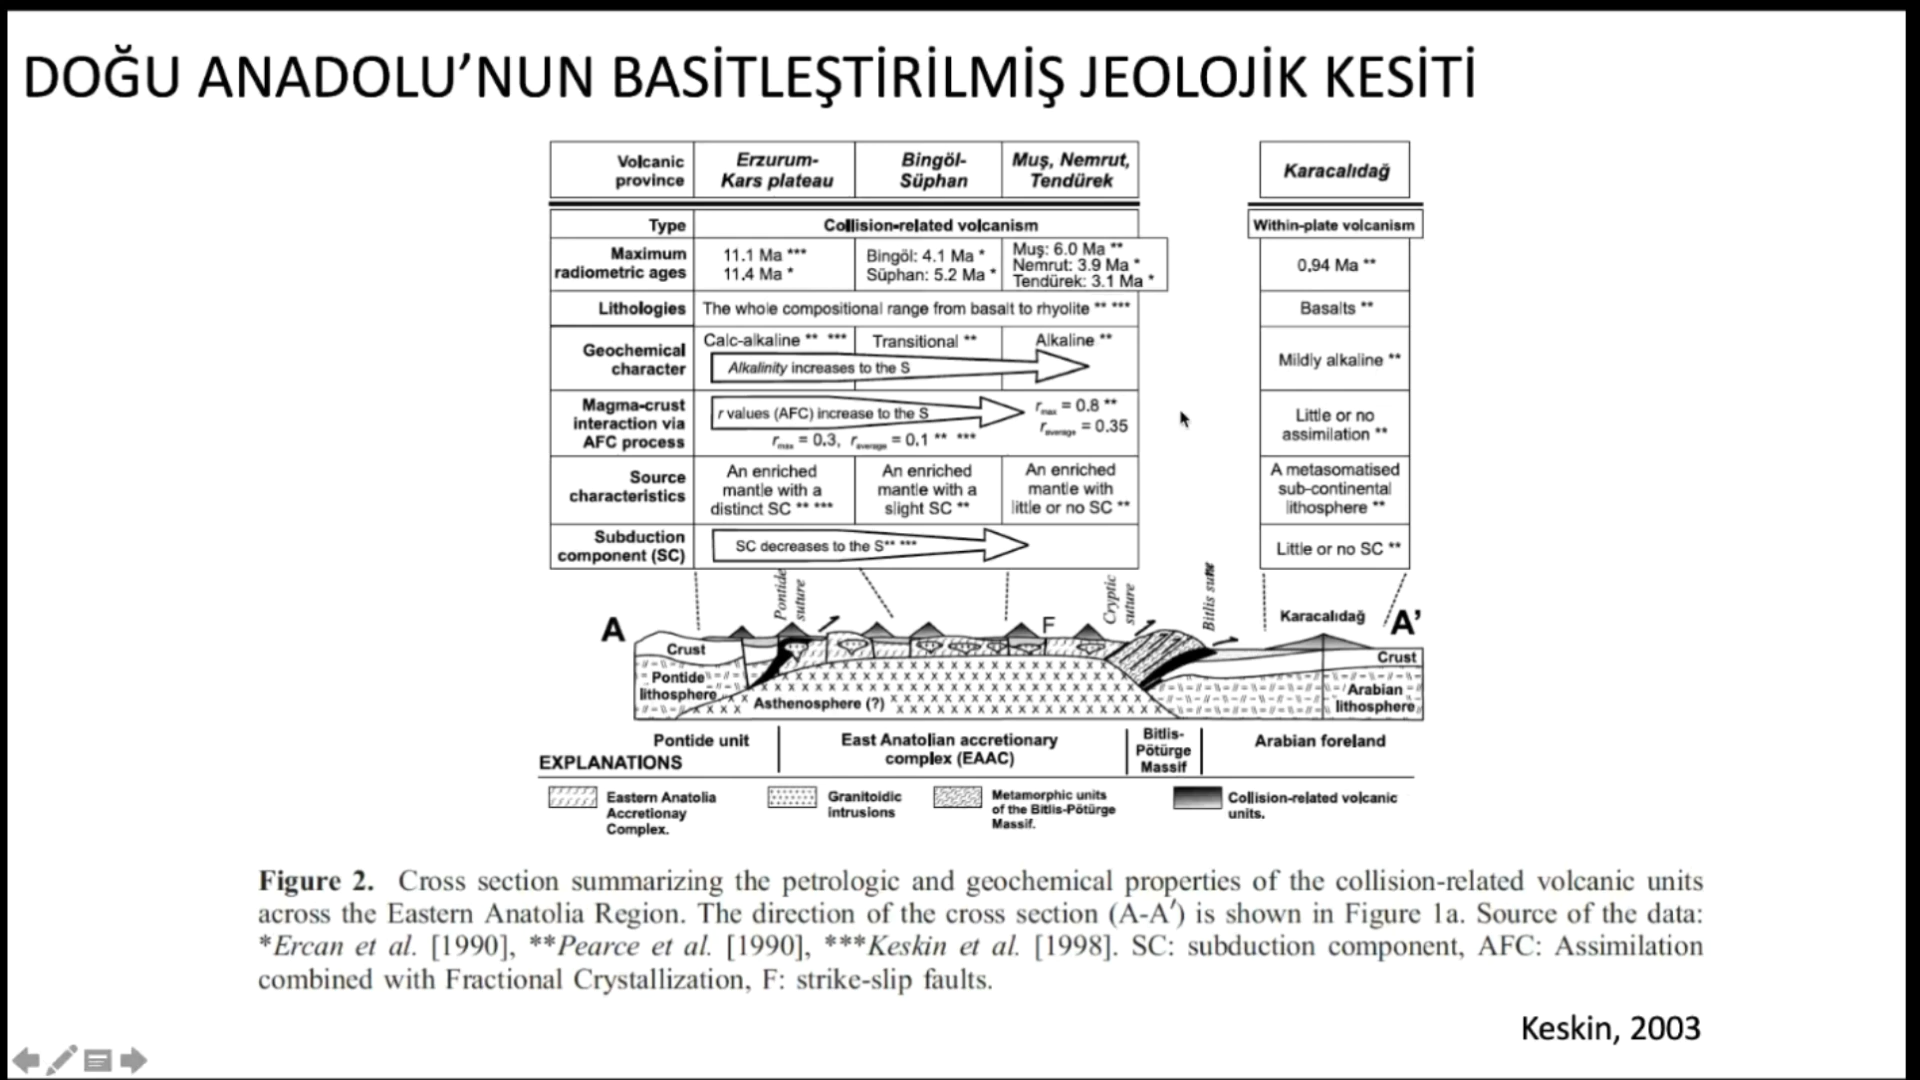 DOĞU ANADOLU’NUN BASİTLEŞTİRİLMİŞ JEOLOJİK KESİTİ
Volcanic province
Erzurum-Kars plateau
Bingöl-Süphan
Muş, Nemrut, Tendürek
Karacalıdağ
Type
Collision-related volcanism
Within-plate volcanism
Maximum radiometric ages
11.1 Ma ***
11.4 Ma *
Bingöl: 4.1 Ma *
Süphan: 5.2 Ma *
Muş: 6.0 Ma **
Nemrut: 3.9 Ma *
Tendürek: 3.1 Ma *
0,94 Ma **
Lithologies
The whole compositional range from basalt to rhyolite ** ***
Basalts **
Geochemical character
Calc-alkaline ** ***
Transitional **
Alkaline **
Alkalinity increases to the S
Mildly alkaline **
Magma-crust interaction via AFC process
r values (AFC) increase to the S
rmax = 0.3, raverage = 0.1 ** ***
rmax = 0.8 **
raverage = 0.35
Little or no assimilation **
Source characteristics
An enriched mantle with a distinct SC ** ***
An enriched mantle with a slight SC **
An enriched mantle with little or no SC **
A metasomatised sub-continental lithosphere **
Subduction component (SC)
SC decreases to the S** ***
Little or no SC **
Pontide suture
Cryptic suture
Bitlis suture
A
F
Karacalıdağ
A’
Crust
Pontide lithosphere
Asthenosphere (?)
Crust
Arabian lithosphere
Pontide unit
East Anatolian accretionary complex (EAAC)
Bitlis-Pötürge Massif
Arabian foreland
EXPLANATIONS
Eastern Anatolia Accretionay Complex.
Granitoidic intrusions
Metamorphic units of the Bitlis-Pötürge Massif.
Collision-related volcanic units.
Figure 2. Cross section summarizing the petrologic and geochemical properties of the collision-related volcanic units
across the Eastern Anatolia Region. The direction of the cross section (A-A′) is shown in Figure 1a. Source of the data:
*Ercan et al. [1990], **Pearce et al. [1990], ***Keskin et al. [1998]. SC: subduction component, AFC: Assimilation
combined with Fractional Crystallization, F: strike-slip faults.
Keskin, 2003